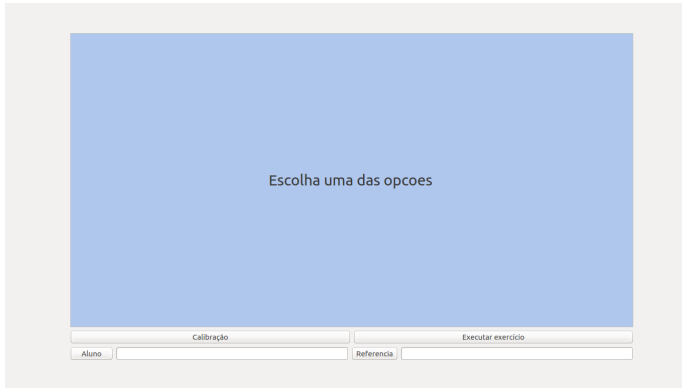 Escolha uma das opcoes
Calibração Executar exercício
Aluno Referencia